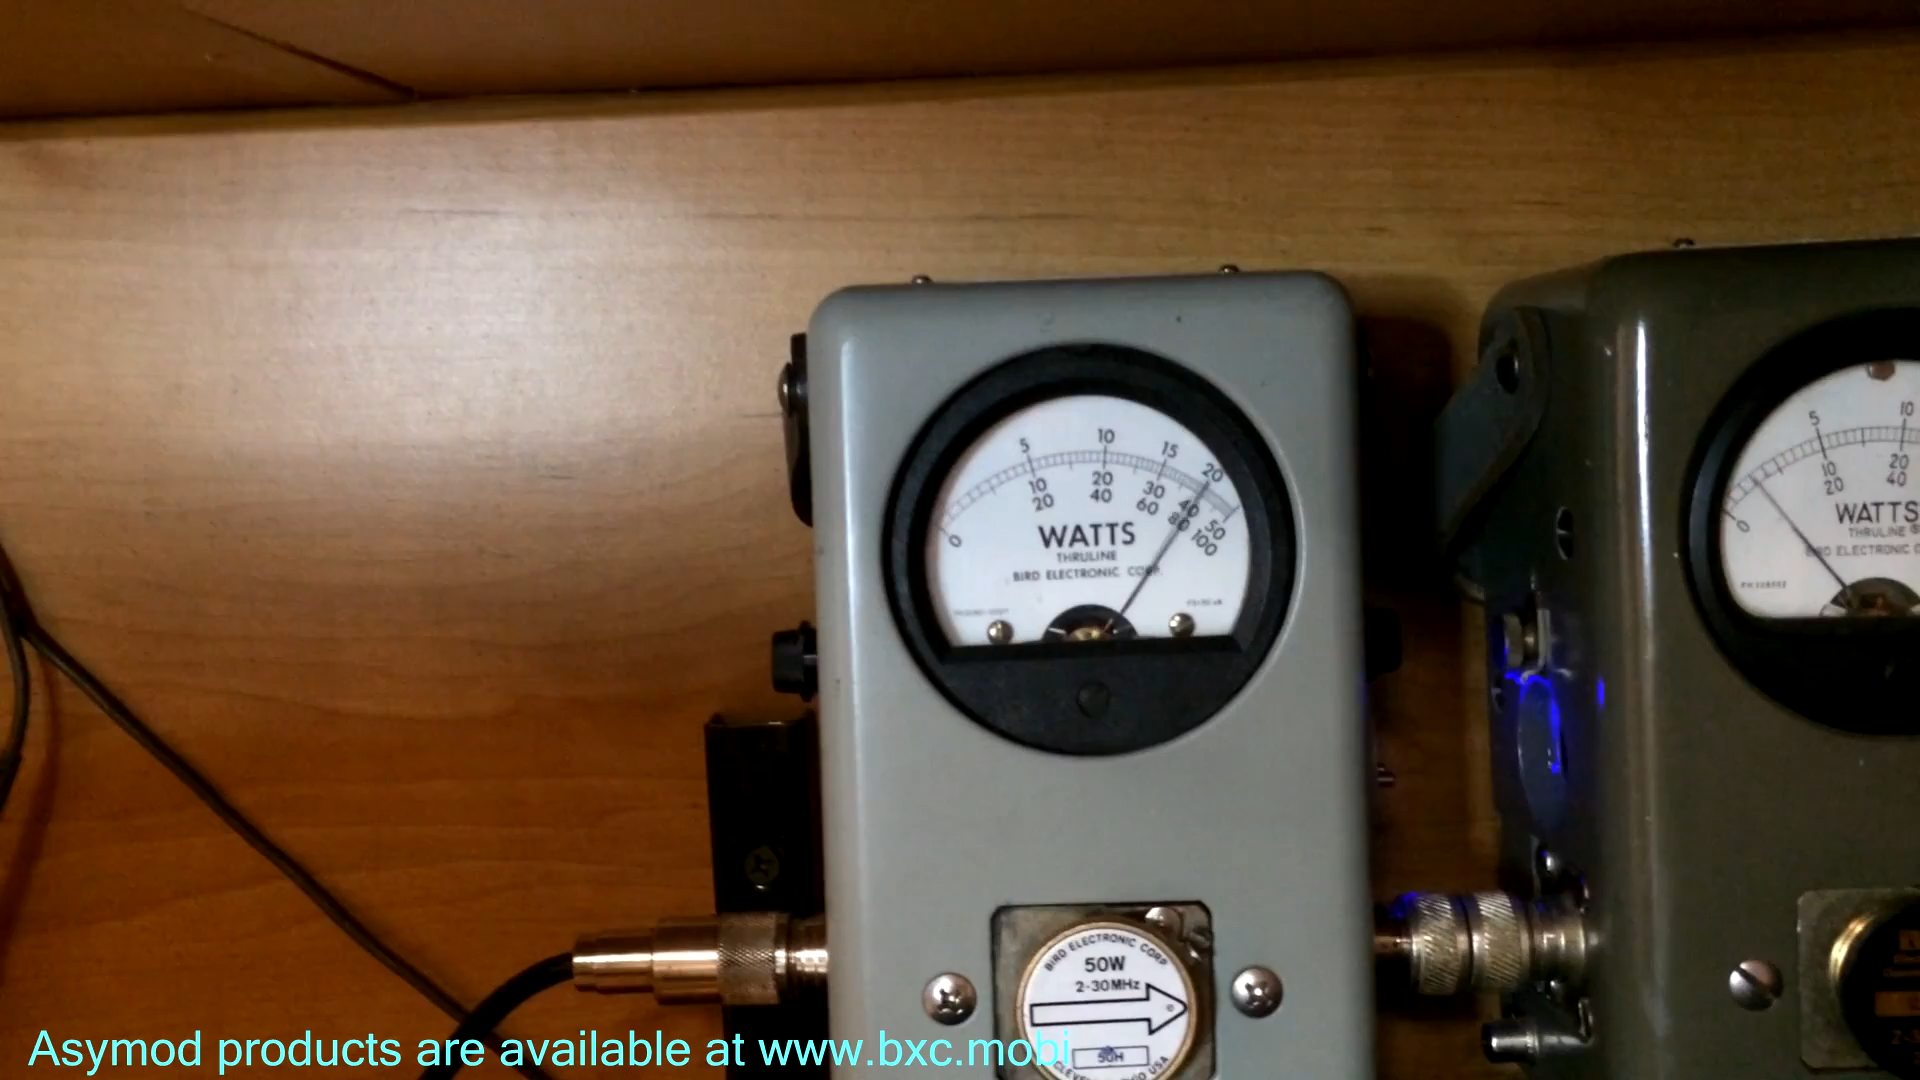 5 10 15 20
10 20 30 40 50
20 40 60 80 100
0
WATTS
THRULINE
BIRD ELECTRONIC CORP.
BIRD ELECTRONIC CORP
50W
2-30MHz
50H
5 10
10 20
20 40
0
WATTS
THRULINE
BIRD ELECTRONIC
Asymod products are available at www.bxc.mobi